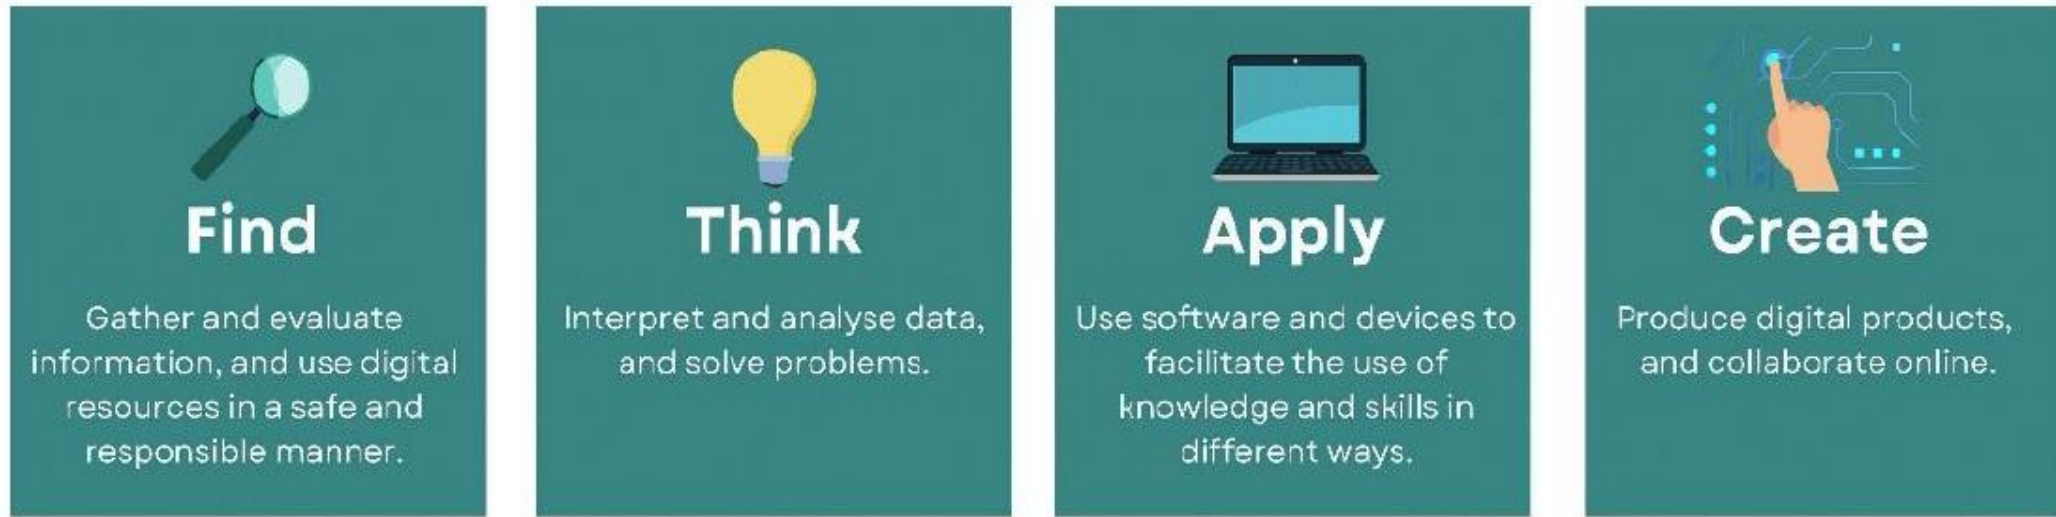 Find
Gather and evaluate
information, and use digital
resources in a safe and
responsible manner.
Think
Interpret and analyse data,
and solve problems.
Apply
Use software and devices to
facilitate the use of
knowledge and skills in
different ways.
Create
Produce digital products,
and collaborate online.